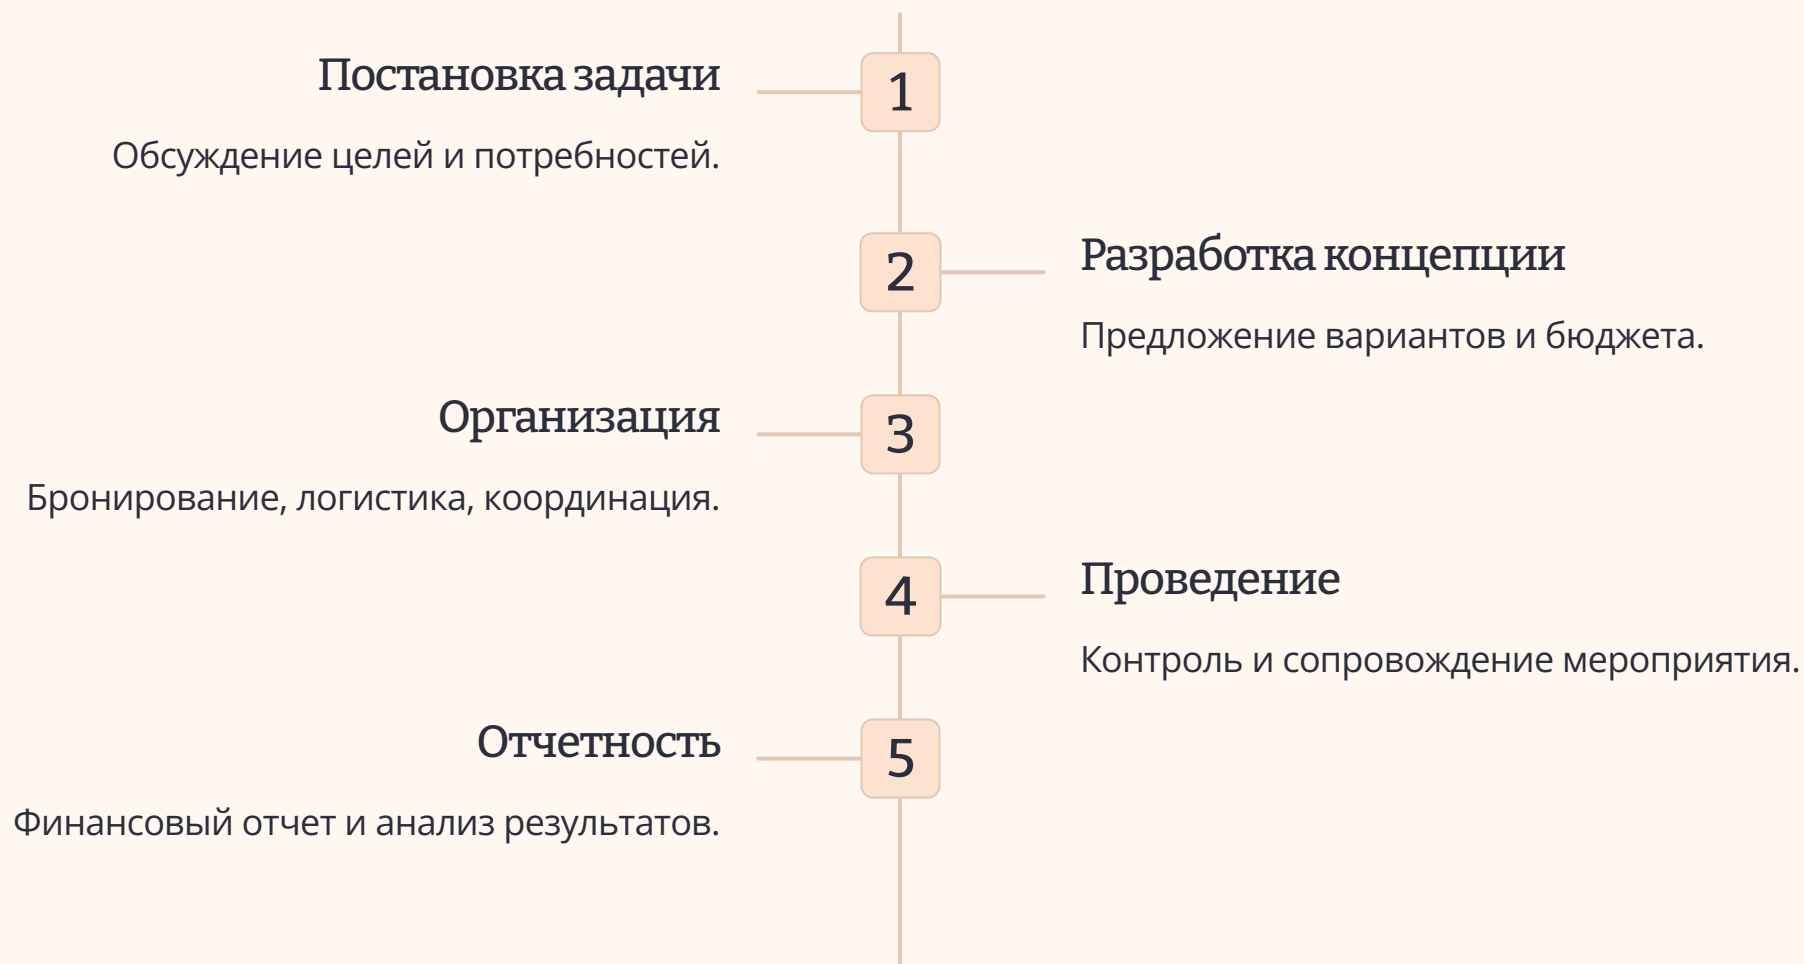 Постановка задачи
1
Обсуждение целей и потребностей.
2
Разработка концепции
Предложение вариантов и бюджета.
Организация
3
Бронирование, логистика, координация.
4
Проведение
Контроль и сопровождение мероприятия.
Отчетность
5
Финансовый отчет и анализ результатов.